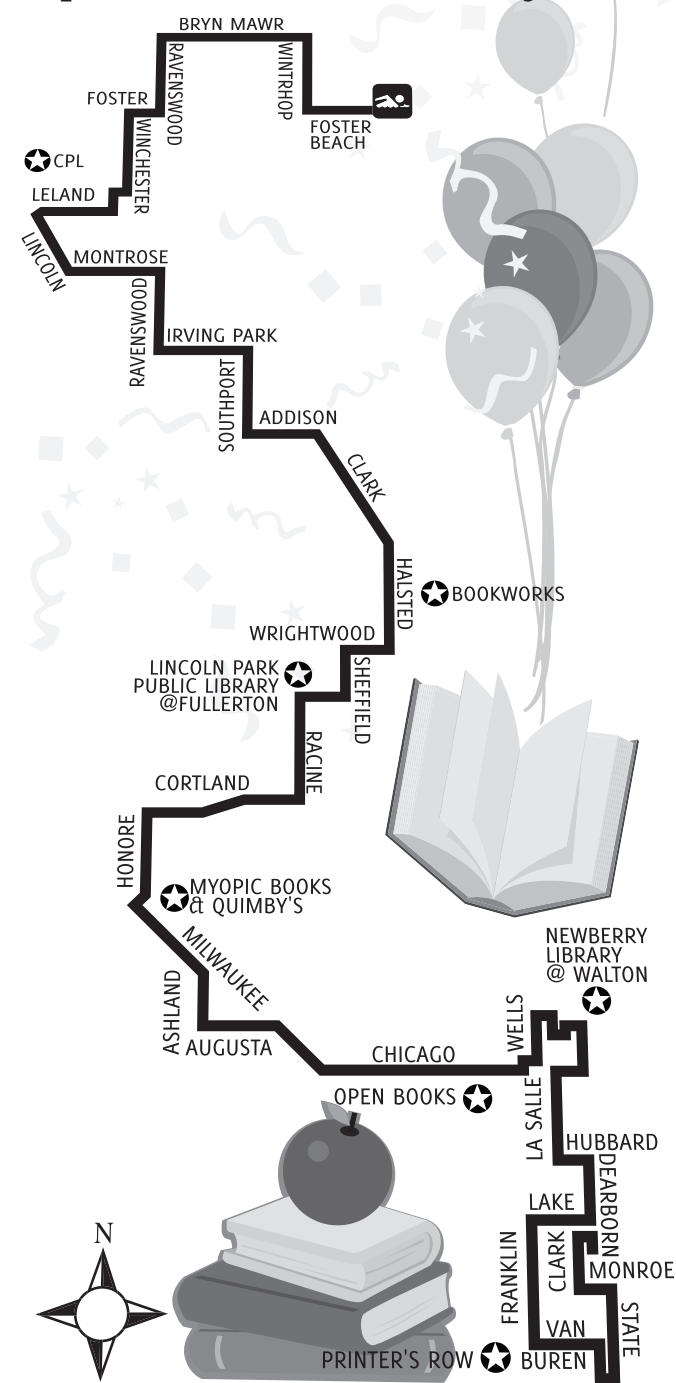 BRYN MAWR
RAVENSWOOD
WINTRHOP
FOSTER
FOSTER
BEACH
WINCHESTER
CPL
LELAND
LINCOLN
MONTROSE
RAVENSWOOD
IRVING PARK
SOUTHPORT
ADDISON
CLARK
HALSTED
BOOKWORKS
WRIGHTWOOD
SHEFFIELD
LINCOLN PARK
PUBLIC LIBRARY
@FULLERTON
RACINE
CORTLAND
HONORE
MYOPIC BOOKS
& QUIMBY'S
MILWAUKEE
ASHLAND
AUGUSTA
NEWBERRY
LIBRARY
@ WALTON
WELLS
CHICAGO
OPEN BOOKS
LA SALLE
HUBBARD
DEARBORN
LAKE
FRANKLIN
CLARK
MONROE
STATE
VAN
BUREN
PRINTER'S ROW
N